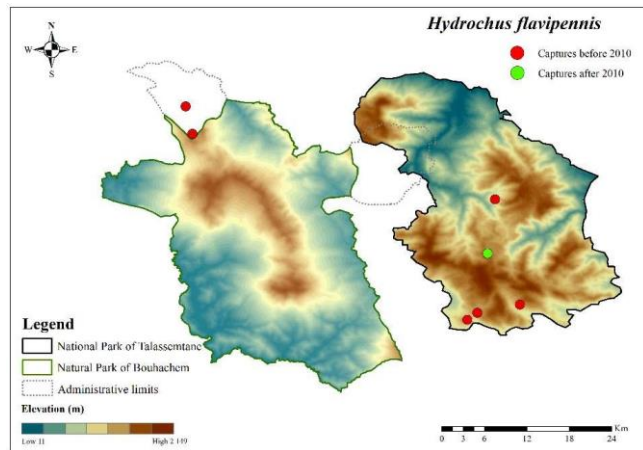 Hydrochus flavipennis
N
W E
S
Captures before 2010
Captures after 2010
Legend
National Park of Talassemtane
Natural Park of Bouhachem
Administrative limits
Elevation (m)
Low 11
High 2 149
Km
0 3 6 12 18 24